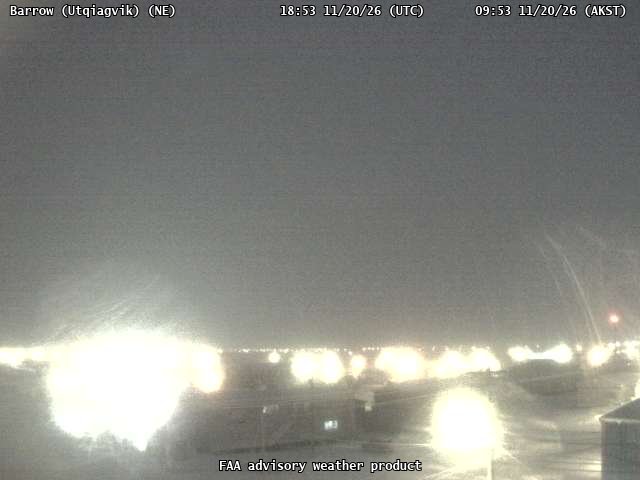 Barrow (Utqiagvik) (NE) 18:53 11/20/26 (UTC) 09:53 11/20/26 (AKST)
FAA advisory weather product